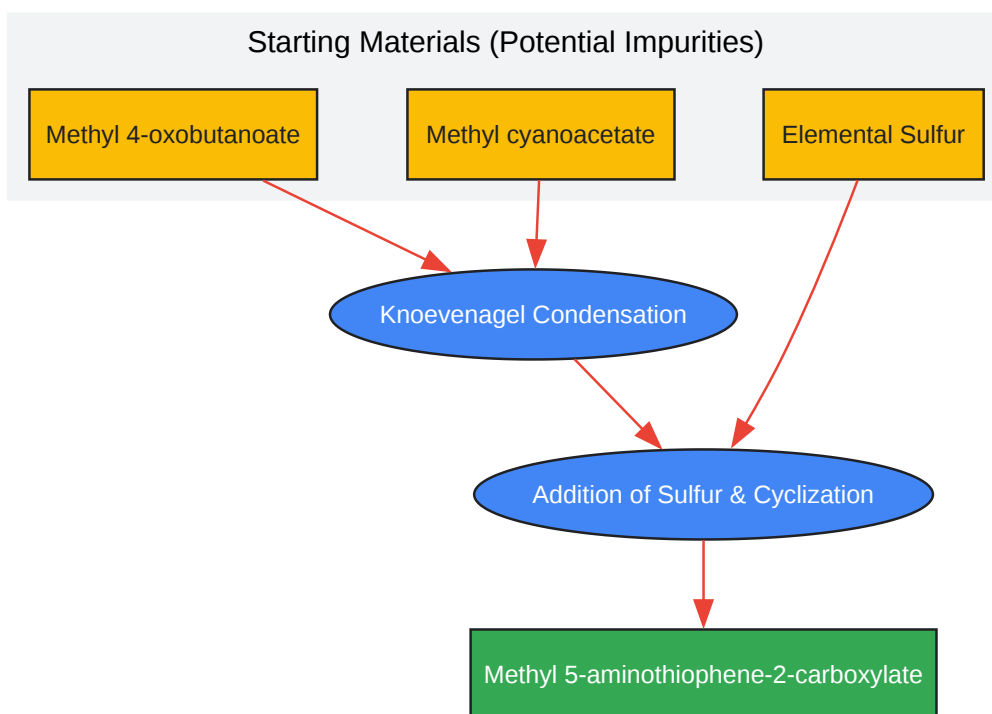 Starting Materials (Potential Impurities)
Methyl 4-oxobutanoate
Methyl cyanoacetate
Elemental Sulfur
Knoevenagel Condensation
Addition of Sulfur & Cyclization
Methyl 5-aminothiophene-2-carboxylate